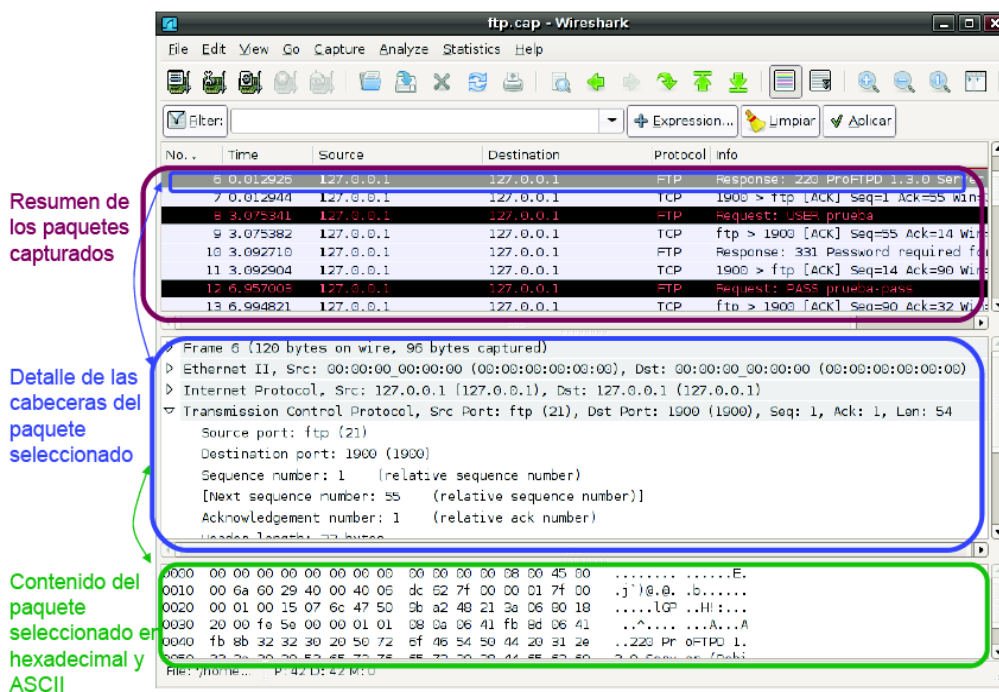 ftp.cap - Wireshark
File Edit View Go Capture Analyze Statistics Help
Filter: Expression... Limpiar Aplicar
No. . Time Source Destination Protocol Info
6 0.012926 127.0.0.1 127.0.0.1 FTP Response: 220 ProFTPD 1.3.0 Server
7 0.012944 127.0.0.1 127.0.0.1 TCP 1900 > ftp [ACK] Seq=1 Ack=55 Win=
8 3.075341 127.0.0.1 127.0.0.1 FTP Request: USER prueba
9 3.075382 127.0.0.1 127.0.0.1 TCP ftp > 1900 [ACK] Seq=55 Ack=14 Win=
10 3.092710 127.0.0.1 127.0.0.1 FTP Response: 331 Password required for
11 3.092904 127.0.0.1 127.0.0.1 TCP 1900 > ftp [ACK] Seq=14 Ack=90 Win=
12 6.957003 127.0.0.1 127.0.0.1 FTP Request: PASS prueba-pass
13 6.994821 127.0.0.1 127.0.0.1 TCP ftp > 1900 [ACK] Seq=90 Ack=32 Win=
Resumen de
los paquetes
capturados
Frame 6 (120 bytes on wire, 96 bytes captured)
Ethernet II, Src: 00:00:00_00:00:00 (00:00:00:00:00:00), Dst: 00:00:00_00:00:00 (00:00:00:00:00:00)
Internet Protocol, Src: 127.0.0.1 (127.0.0.1), Dst: 127.0.0.1 (127.0.0.1)
Transmission Control Protocol, Src Port: ftp (21), Dst Port: 1900 (1900), Seq: 1, Ack: 1, Len: 54
Source port: ftp (21)
Destination port: 1900 (1900)
Sequence number: 1 (relative sequence number)
[Next sequence number: 55 (relative sequence number)]
Acknowledgement number: 1 (relative ack number)
Header length: 32 bytes
Detalle de las
cabeceras del
paquete
seleccionado
0000 00 00 00 00 00 00 00 00 00 00 00 00 08 00 45 00 ........ ......E.
0010 00 6a 60 29 40 00 40 06 dc 62 7f 00 00 01 7f 00 .j`)@.@. .b......
0020 00 01 00 15 07 6c 47 50 9b a2 48 21 3a 06 80 18 .....lGP ..H!:...
0030 20 00 fe 5e 00 00 01 01 08 0a 06 41 fb 8d 06 41 ..^.... ...A...A
0040 fb 8b 32 32 30 20 50 72 6f 46 54 50 44 20 31 2e ..220 Pr oFTPD 1.
Contenido del
paquete
seleccionado en
hexadecimal y
ASCII
File: "/home... P: 42 D: 42 M: 0